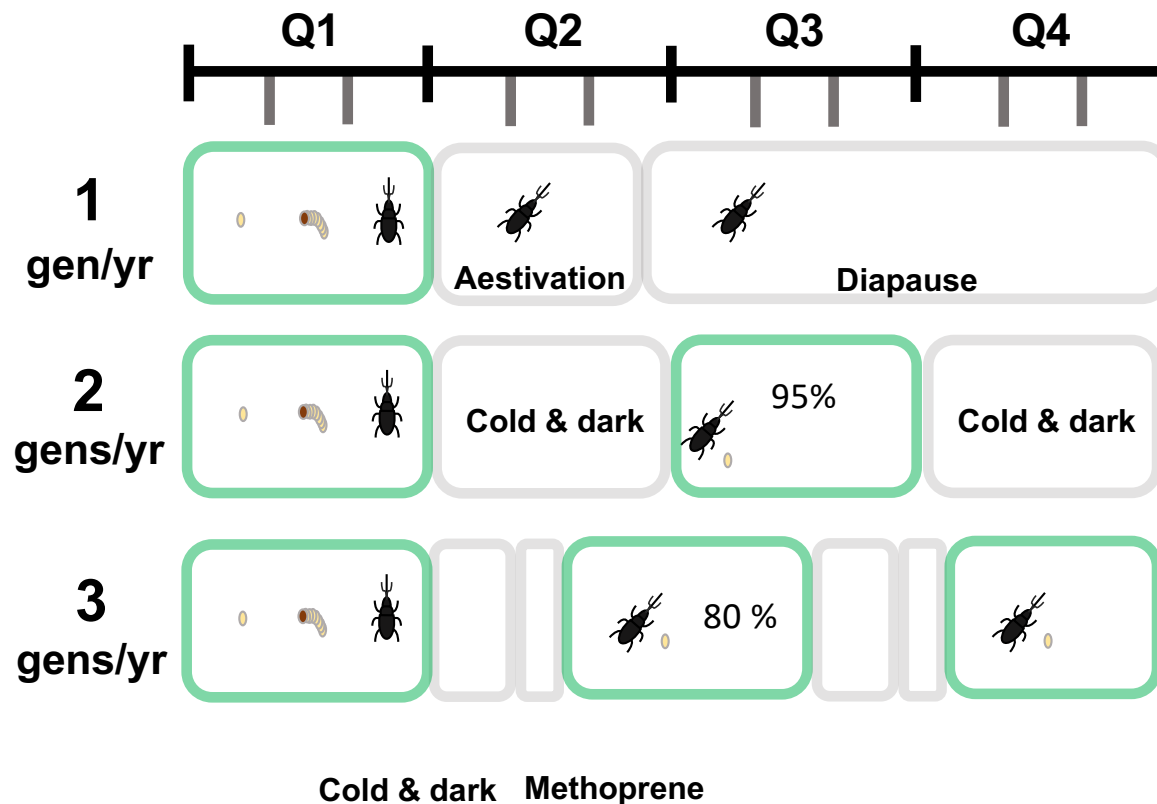 Q1 Q2 Q3 Q4
1
gen/yr
Aestivation
Diapause
2
gens/yr
Cold & dark
95%
Cold & dark
3
gens/yr
80 %
Cold & dark
Methoprene